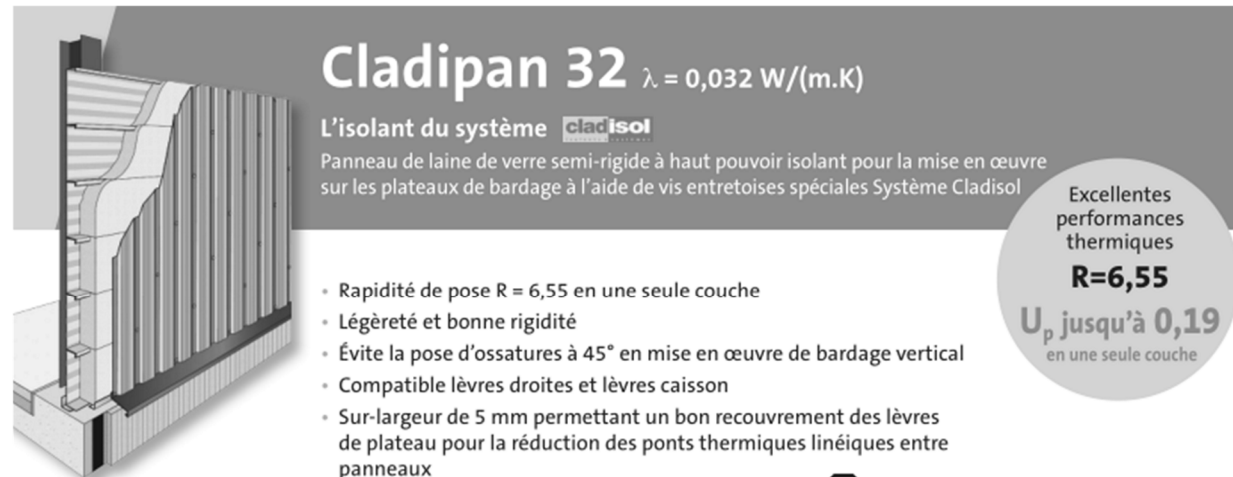 Cladipan 32 λ = 0,032 W/(m.K)
L'isolant du système cladisol
Panneau de laine de verre semi-rigide à haut pouvoir isolant pour la mise en œuvre
sur les plateaux de bardage à l'aide de vis entretoises spéciales Système Cladisol
Excellentes
performances
thermiques
R=6,55
Up jusqu'à 0,19
en une seule couche
• Rapidité de pose R = 6,55 en une seule couche
• Légèreté et bonne rigidité
• Évite la pose d'ossatures à 45° en mise en œuvre de bardage vertical
• Compatible lèvres droites et lèvres caisson
• Sur-largeur de 5 mm permettant un bon recouvrement des lèvres
de plateau pour la réduction des ponts thermiques linéiques entre
panneaux